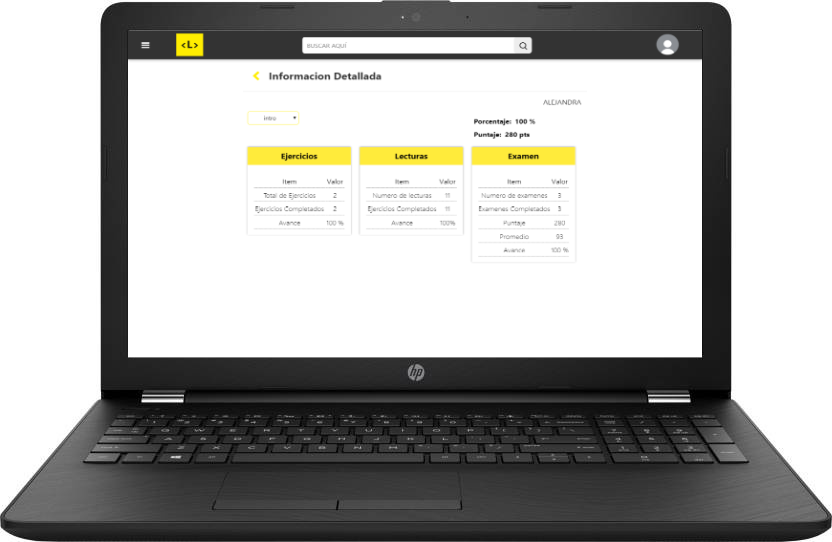 <L>
BUSCAR AQUÍ
Informacion Detallada
ALEJANDRA
intro
Porcentaje: 100 %
Puntaje: 280 pts
Ejercicios
Item Valor
Total de Ejercicios 2
Ejercicios Completados 2
Avance 100 %
Lecturas
Item Valor
Numero de lecturas 11
Ejercicios Completados 11
Avance 100%
Examen
Item Valor
Numero de examenes 3
Examenes Completados 3
Puntaje 280
Promedio 93
Avance 100 %
hp